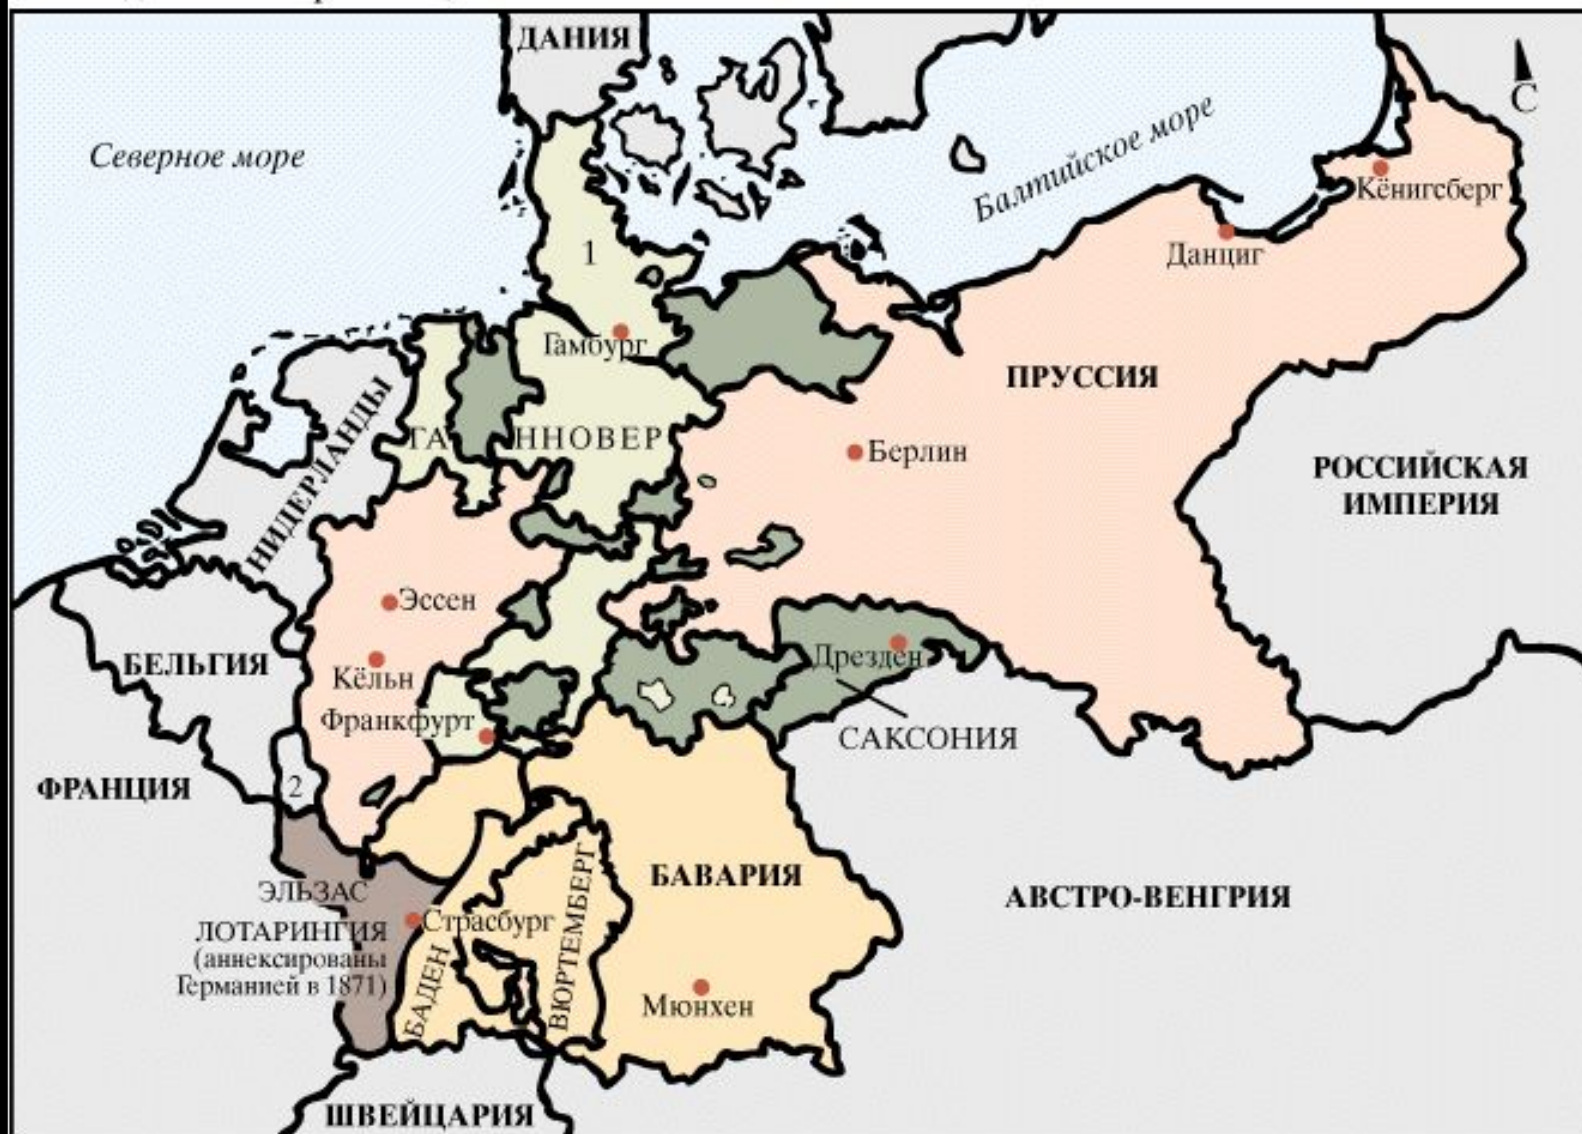 ДАНИЯ
С
Северное море
Балтийское море
Кёнигсберг
Данциг
1
Гамбург
ПРУССИЯ
НИДЕРЛАНДЫ
ГАННОВЕР
Берлин
РОССИЙСКАЯ
ИМПЕРИЯ
Эссен
БЕЛЬГИЯ
Кёльн
Дрезден
Франкфурт
САКСОНИЯ
ФРАНЦИЯ
2
БАВАРИЯ
АВСТРО-ВЕНГРИЯ
ЭЛЬЗАС
ЛОТАРИНГИЯ
(аннексированы
Германией в 1871)
Страсбург
БАДЕН
ВЮРТЕМБЕРГ
Мюнхен
ШВЕЙЦАРИЯ